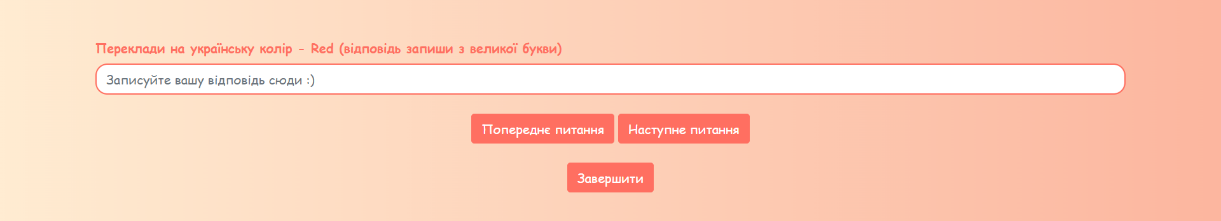 Переклади на українську колір - Red (відповідь запиши з великої букви)
Записуйте вашу відповідь сюди :)
Попереднє питання Наступне питання
Завершити